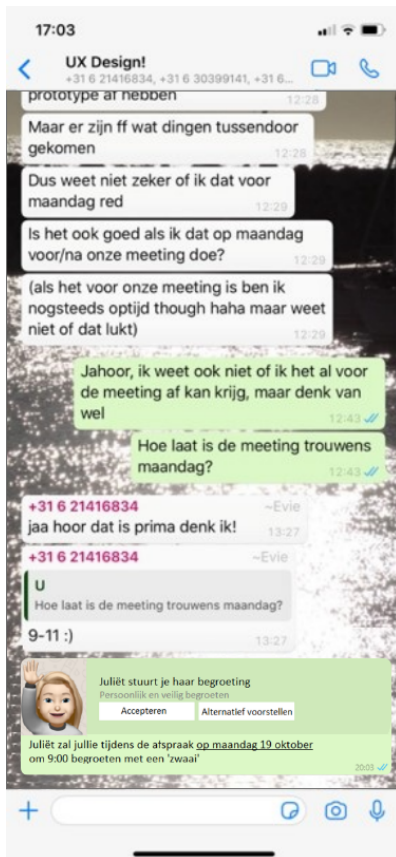 17:03
UX Design!
+31 6 21416834, +31 6 30399141, +31 6...
prototype af hebben
12:28
Maar er zijn ff wat dingen tussendoor
gekomen
12:28
Dus weet niet zeker of ik dat voor
maandag red
12:29
Is het ook goed als ik dat op maandag
voor/na onze meeting doe?
12:29
(als het voor onze meeting is ben ik
nogsteeds optijd though haha maar weet
niet of dat lukt)
12:29
Jahoor, ik weet ook niet of ik het al voor
de meeting af kan krijg, maar denk van
wel
12:43
Hoe laat is de meeting trouwens
maandag?
12:43
+31 6 21416834 ~Evie
jaa hoor dat is prima denk ik!
13:27
+31 6 21416834 ~Evie
U
Hoe laat is de meeting trouwens maandag?
9-11 :)
13:27
Juliët stuurt je haar begroeting
Persoonlijk en veilig begroeten
Accepteren Alternatief voorstellen
Juliët zal jullie tijdens de afspraak op maandag 19 oktober
om 9:00 begroeten met een 'zwaai'
20:03